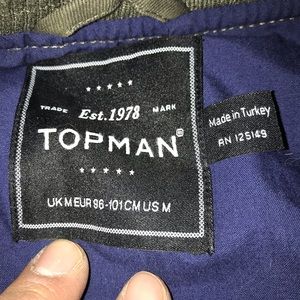 ★★★★★
TRADE Est.1978 MARK
TOPMAN®
★★★★★
UK M EUR 96-101CM US M
Made in Turkey
RN 125149